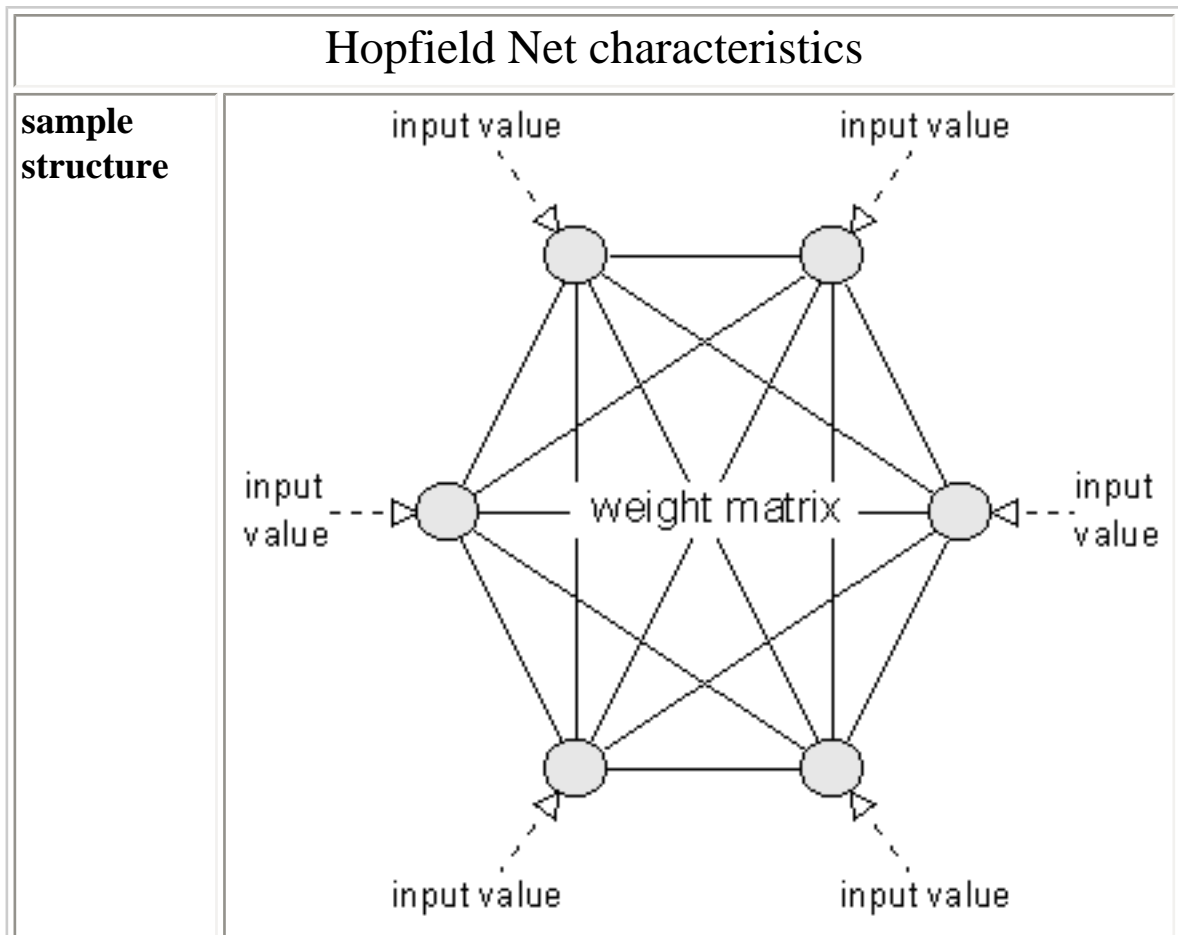 Hopfield Net characteristics
sample
structure
input value
input value
input
value
weight matrix
input
value
input value
input value